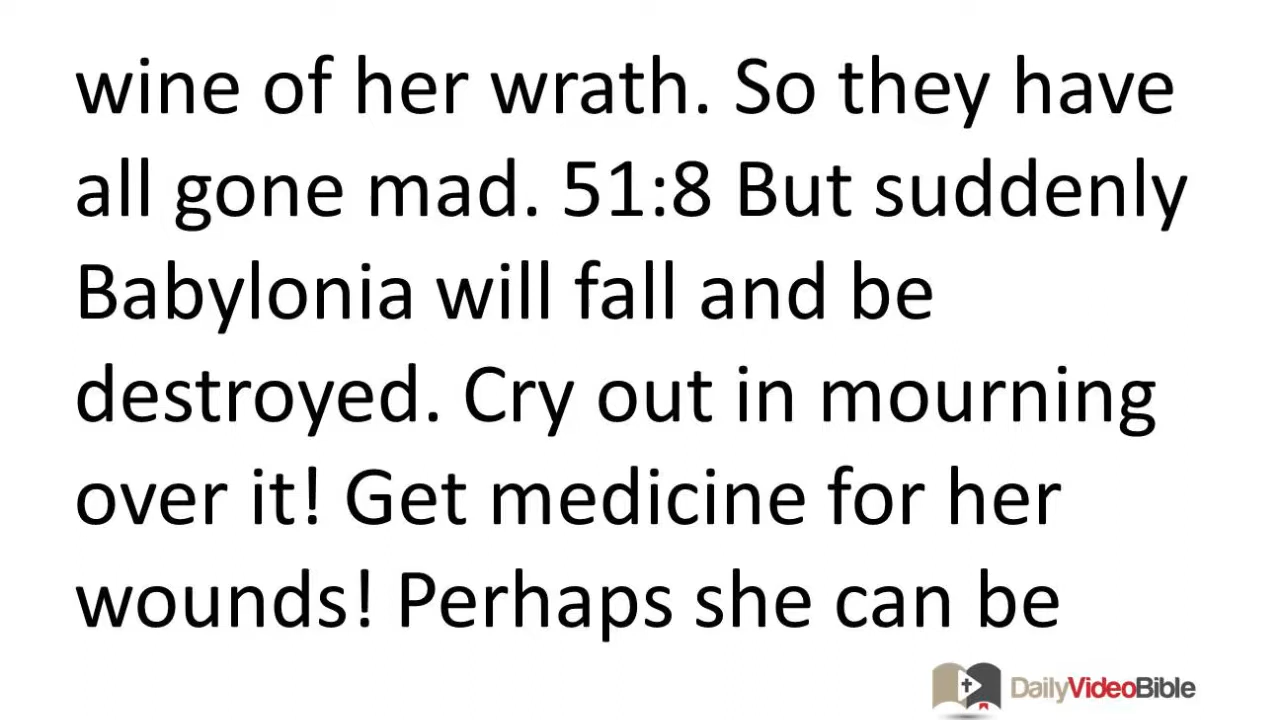 wine of her wrath. So they have
all gone mad. 51:8 But suddenly
Babylonia will fall and be
destroyed. Cry out in mourning
over it! Get medicine for her
wounds! Perhaps she can be
DailyVideoBible